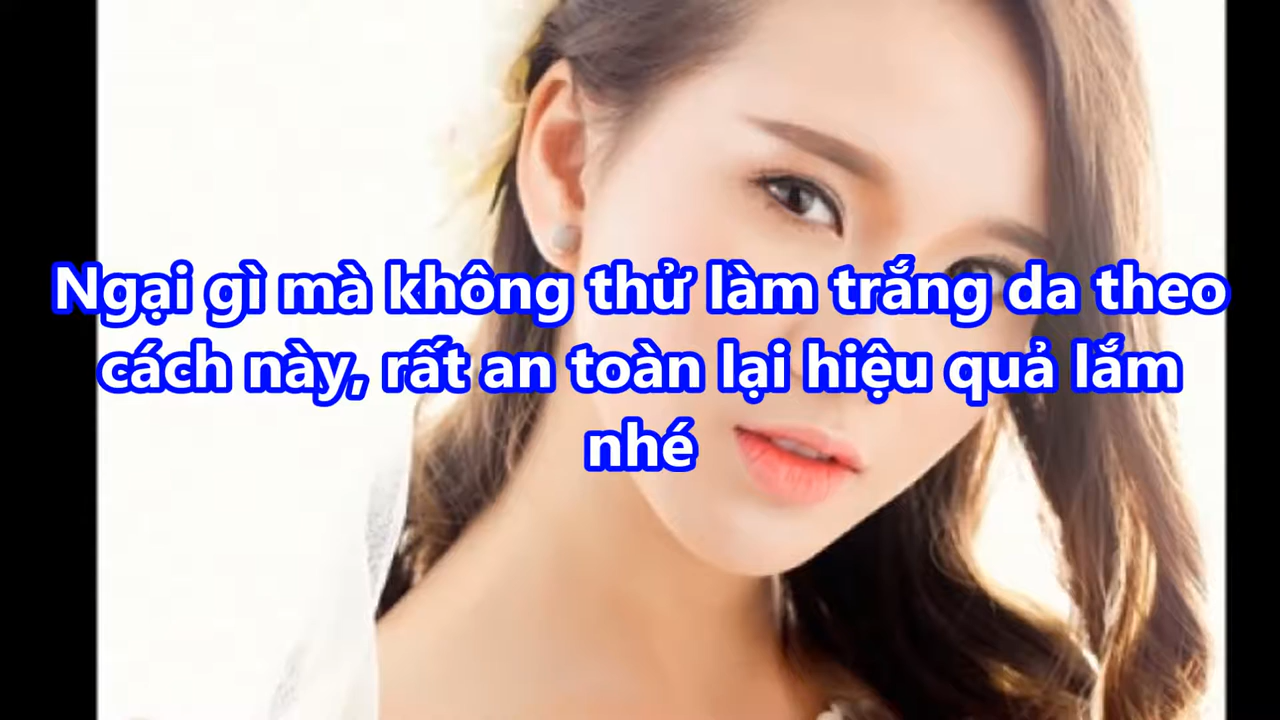 Ngại gì mà không thử làm trắng da theo
cách này, rất an toàn lại hiệu quả lắm
nhé